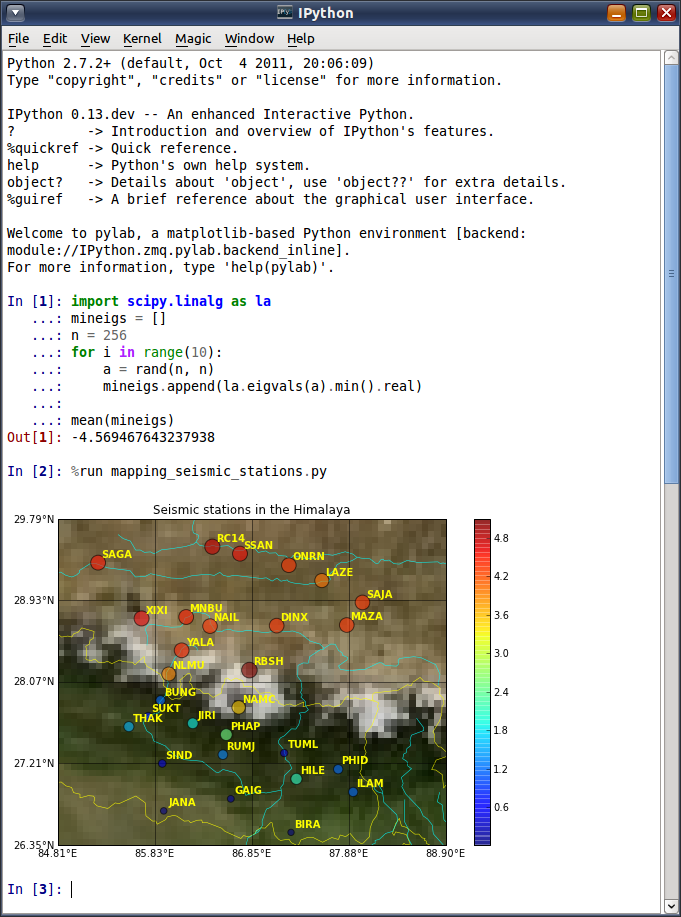 IPy IPython
File Edit View Kernel Magic Window Help
Python 2.7.2+ (default, Oct  4 2011, 20:06:09)
Type "copyright", "credits" or "license" for more information.

IPython 0.13.dev -- An enhanced Interactive Python.
?         -> Introduction and overview of IPython's features.
%quickref -> Quick reference.
help      -> Python's own help system.
object?   -> Details about 'object', use 'object??' for extra details.
%guiref   -> A brief reference about the graphical user interface.

Welcome to pylab, a matplotlib-based Python environment [backend:
module://IPython.zmq.pylab.backend_inline].
For more information, type 'help(pylab)'.

In [1]: import scipy.linalg as la
   ...: mineigs = []
   ...: n = 256
   ...: for i in range(10):
   ...:     a = rand(n, n)
   ...:     mineigs.append(la.eigvals(a).min().real)
   ...:
   ...: mean(mineigs)
Out[1]: -4.569467643237938

In [2]: %run mapping_seismic_stations.py

Seismic stations in the Himalaya
29.79°N
RC14
SSAN
SAGA
ONRN
LAZE
4.8
4.2
28.93°N
SAJA
XIXI
MNBU
NAIL
DINX
MAZA
3.6
YALA
3.0
RBSH
NLMU
28.07°N
BUNG
NAMC
2.4
SUKT
JIRI
THAK
PHAP
1.8
RUMJ
TUML
SIND
PHID
27.21°N
HILE
1.2
ILAM
GAIG
JANA
0.6
BIRA
26.35°N
84.81°E 85.83°E 86.85°E 87.88°E 88.90°E

In [3]: